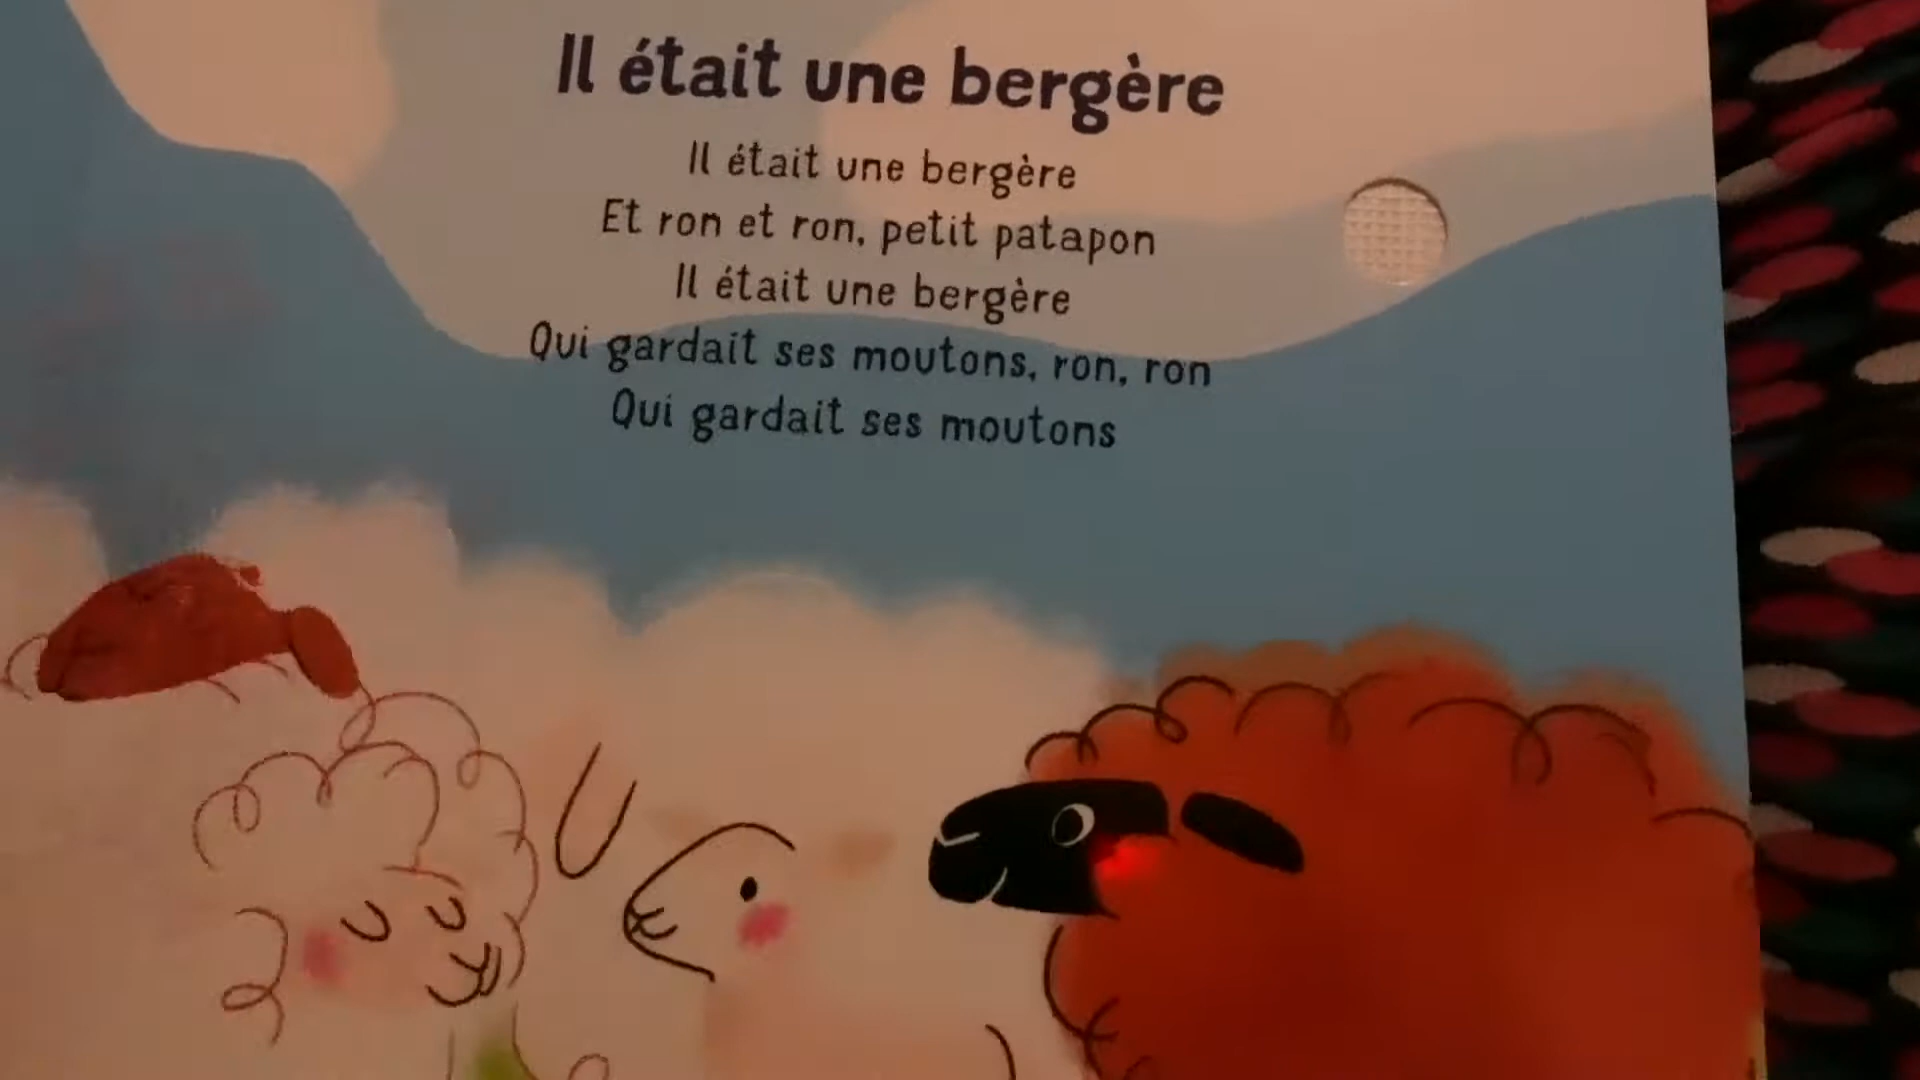 Il était une bergère
Il était une bergère
Et ron et ron, petit patapon
Il était une bergère
Qui gardait ses moutons, ron, ron
Qui gardait ses moutons